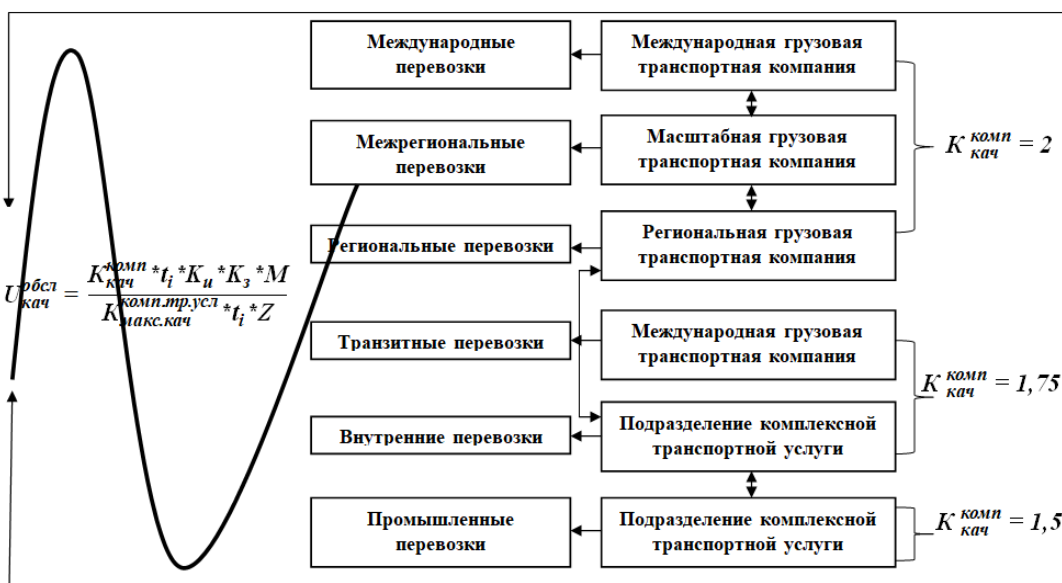 Международные
перевозки
Международная грузовая
транспортная компания
Межрегиональные
перевозки
Масштабная грузовая
транспортная компания
K комп кач = 2
Региональные перевозки
Региональная грузовая
транспортная компания
U обсл кач = K комп кач *t i *K и *K з *M
K комп.тр.усл макс.кач *t i *Z
Транзитные перевозки
Международная грузовая
транспортная компания
K комп кач = 1,75
Внутренние перевозки
Подразделение комплексной
транспортной услуги
Промышленные
перевозки
Подразделение комплексной
транспортной услуги
K комп кач = 1,5